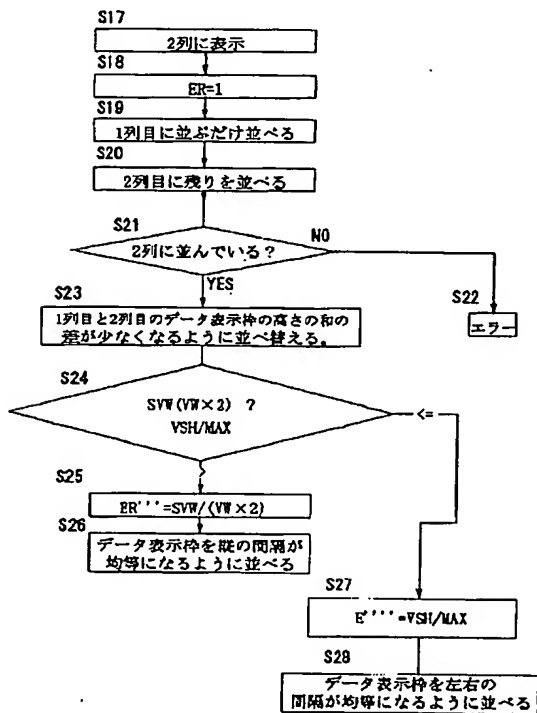 S17
2列に表示
S18
ER=1
S19
1列目に並ぶだけ並べる
S20
2列目に残りを並べる
S21
2列に並んでいる?
NO
YES
S22
エラー
S23
1列目と2列目のデータ表示枠の高さの和の
差が少なくなるように並べ替える。
S24
SVW(VW×2) ?
VSH/MAX
<=
>
S25
ER'''=SVW/(VW×2)
S26
データ表示枠を縦の間隔が
均等になるように並べる
S27
E''''=VSH/MAX
S28
データ表示枠を左右の
間隔が均等になるように並べる